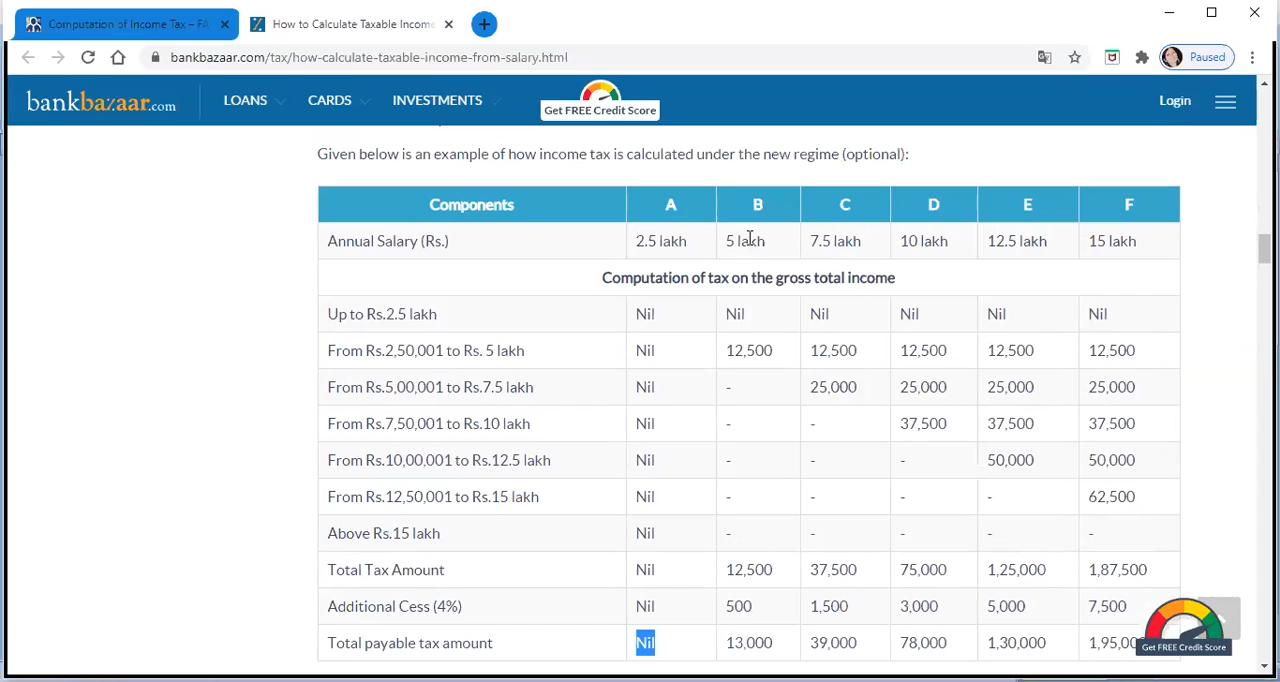 Computation of Income Tax – FA
How to Calculate Taxable Income
bankbazaar.com/tax/how-calculate-taxable-income-from-salary.html
Paused
bankbazaar.com
LOANS
CARDS
INVESTMENTS
Get FREE Credit Score
Login
Given below is an example of how income tax is calculated under the new regime (optional):
Components A B C D E F
Annual Salary (Rs.) 2.5 lakh 5 lakh 7.5 lakh 10 lakh 12.5 lakh 15 lakh
Computation of tax on the gross total income
Up to Rs.2.5 lakh Nil Nil Nil Nil Nil Nil
From Rs.2,50,001 to Rs. 5 lakh Nil 12,500 12,500 12,500 12,500 12,500
From Rs.5,00,001 to Rs.7.5 lakh Nil - 25,000 25,000 25,000 25,000
From Rs.7,50,001 to Rs.10 lakh Nil - - 37,500 37,500 37,500
From Rs.10,00,001 to Rs.12.5 lakh Nil - - - 50,000 50,000
From Rs.12,50,001 to Rs.15 lakh Nil - - - - 62,500
Above Rs.15 lakh Nil - - - - -
Total Tax Amount Nil 12,500 37,500 75,000 1,25,000 1,87,500
Additional Cess (4%) Nil 500 1,500 3,000 5,000 7,500
Total payable tax amount Nil 13,000 39,000 78,000 1,30,000 1,95,00
Get FREE Credit Score